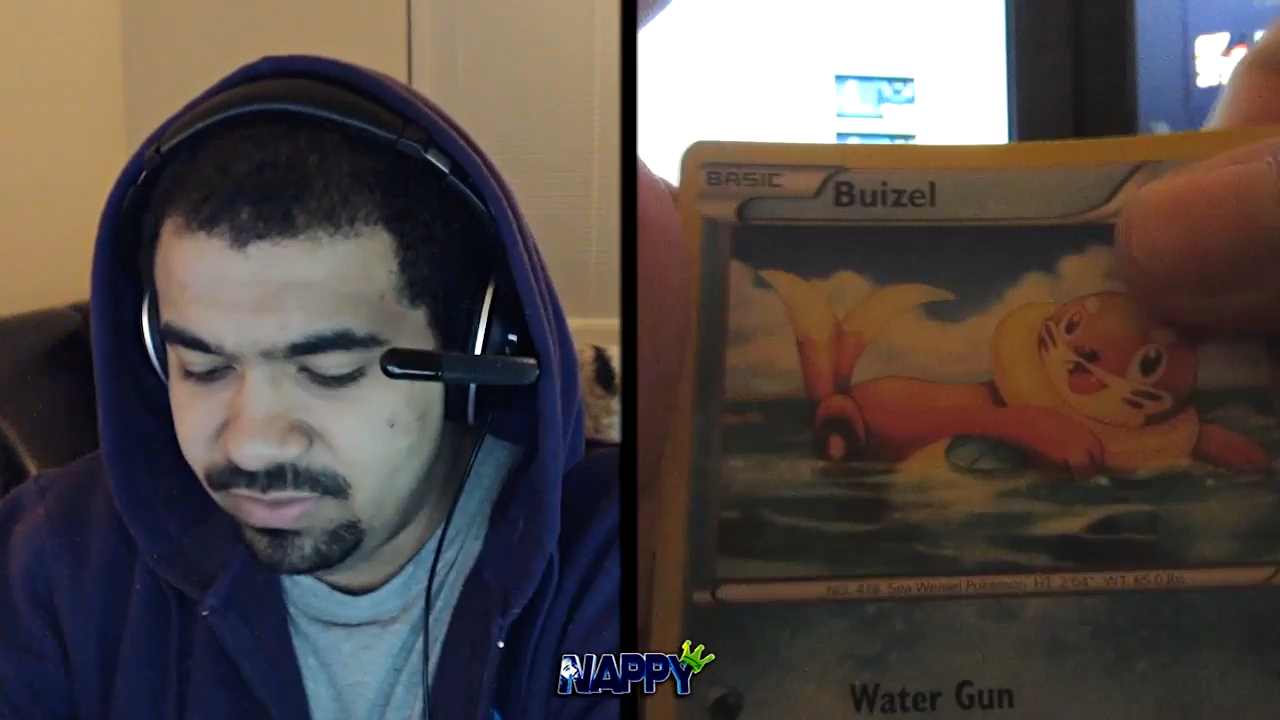 BASIC
Buizel
NO. 418 Sea Weasel Pokémon HT: 2'04" WT: 65.0 lbs
Water Gun
NAPPY